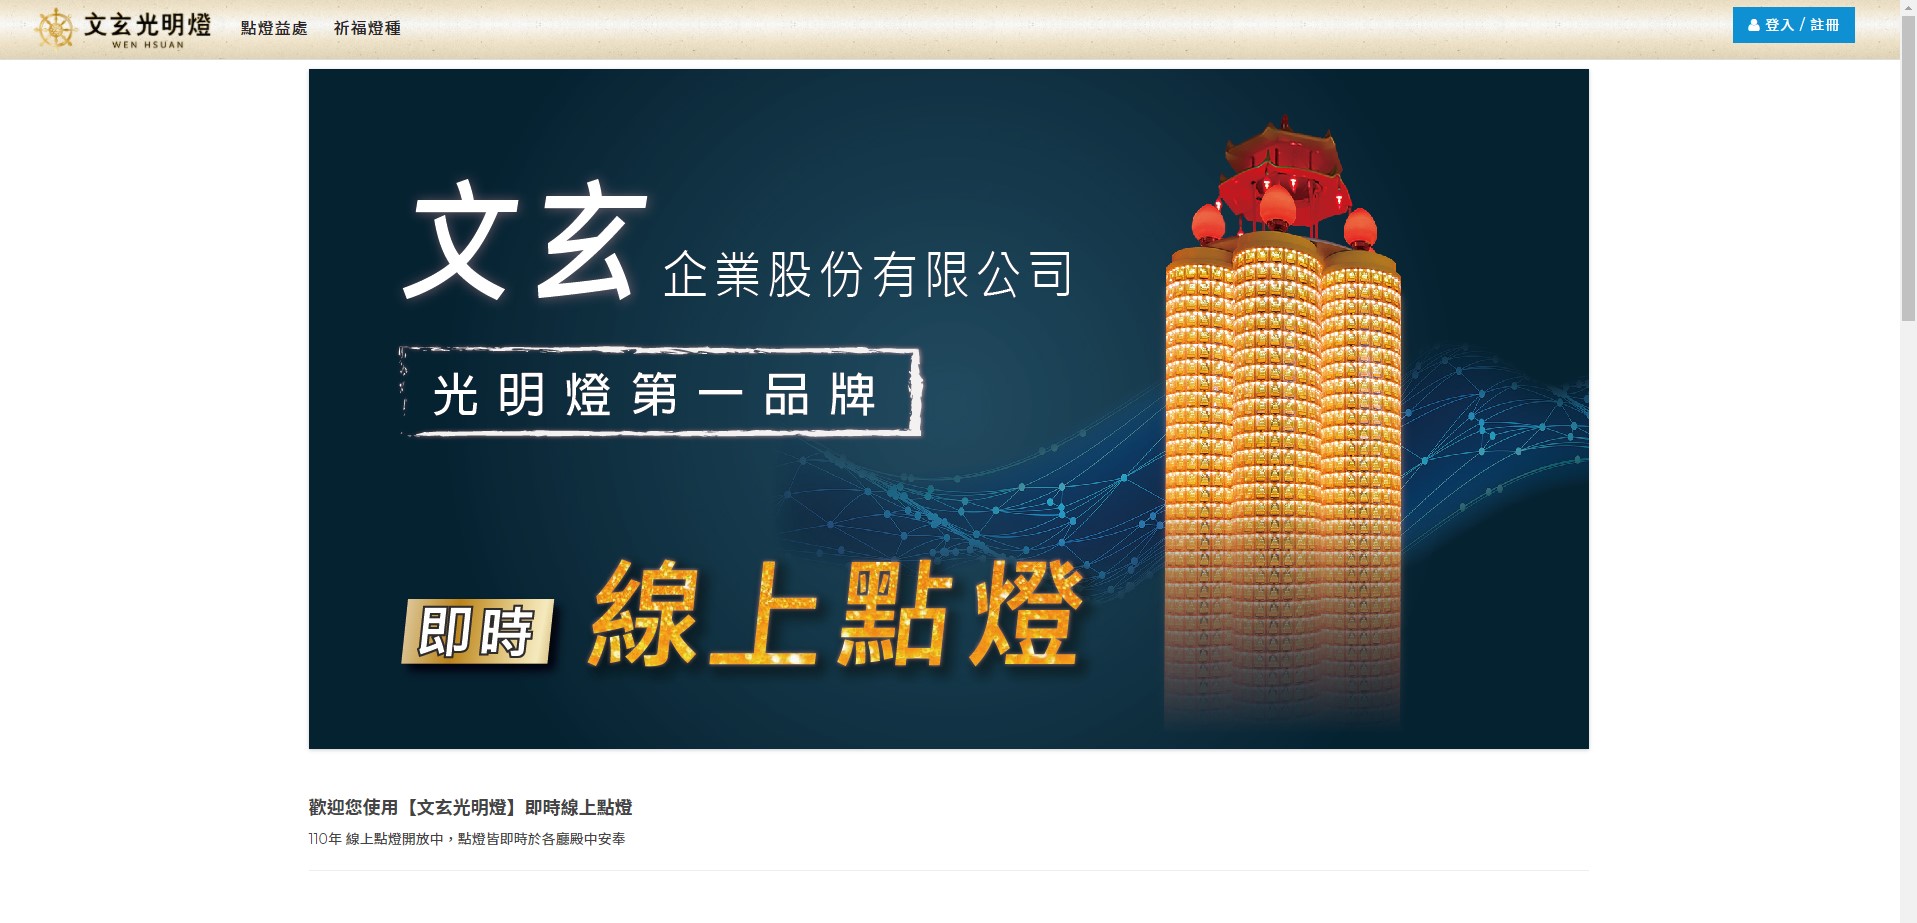 文玄光明燈
WEN HSUAN
點燈益處
祈福燈種
登入 / 註冊
文玄 企業股份有限公司
光明燈第一品牌
即時 線上點燈
歡迎您使用【文玄光明燈】即時線上點燈
110年 線上點燈開放中，點燈皆即時於各廳殿中安奉